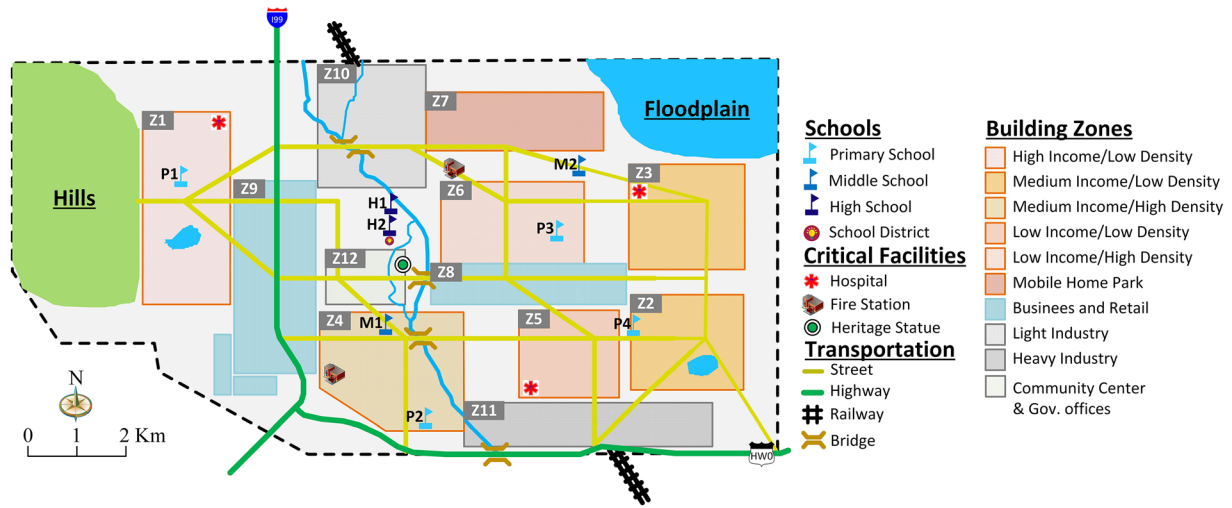 I99
Z10
Z7
Floodplain
Z1
P1
Hills
Z9
M2
Z3
H1
H2
Z6
P3
Z12
Z8
Z4
M1
Z5
Z2
P4
P2
Z11
HW0
N
0 1 2 Km
Schools
Primary School
Middle School
High School
School District
Critical Facilities
Hospital
Fire Station
Heritage Statue
Transportation
Street
Highway
Railway
Bridge
Building Zones
High Income/Low Density
Medium Income/Low Density
Medium Income/High Density
Low Income/Low Density
Low Income/High Density
Mobile Home Park
Businees and Retail
Light Industry
Heavy Industry
Community Center
& Gov. offices